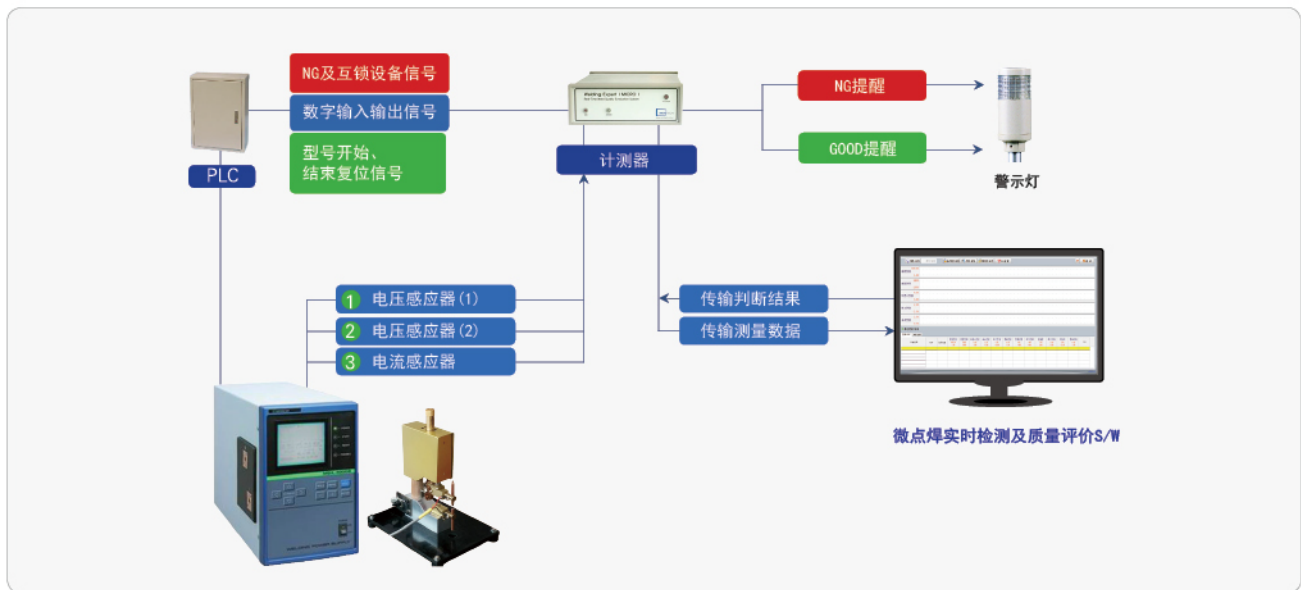 NG及互锁设备信号
数字输入输出信号
型号开始、
结束复位信号
PLC
计测器
NG提醒
GOOD提醒
警示灯
1 电压感应器(1)
2 电压感应器(2)
3 电流感应器
传输判断结果
传输测量数据
微点焊实时检测及质量评价S/W
WELDING POWER SUPPLY